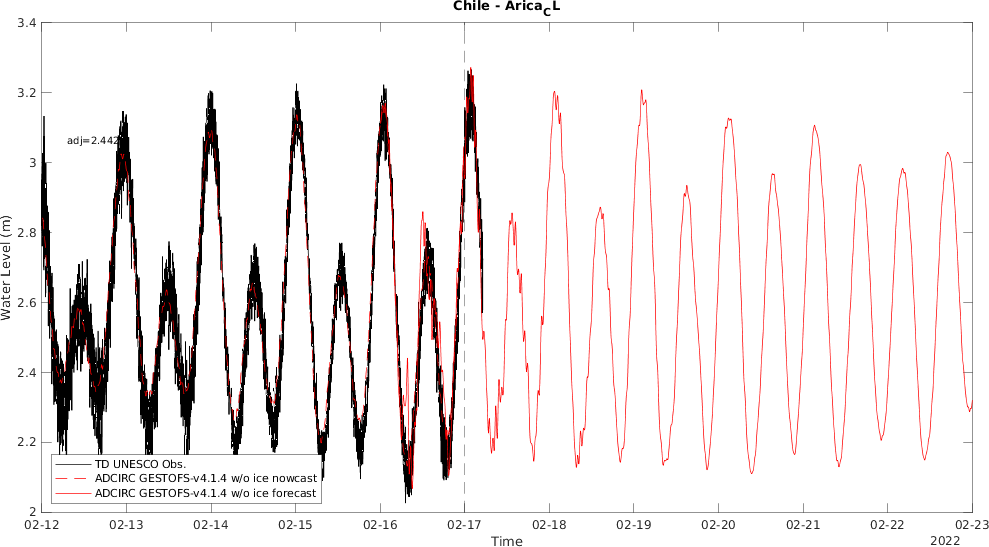 Chile - Arica_CL
3.4
3.2
3
2.8
2.6
2.4
2.2
2
Water Level (m)
adj=2.442
TD UNESCO Obs.
ADCIRC GESTOFS-v4.1.4 w/o ice nowcast
ADCIRC GESTOFS-v4.1.4 w/o ice forecast
02-12 02-13 02-14 02-15 02-16 02-17 02-18 02-19 02-20 02-21 02-22 02-23
Time
2022